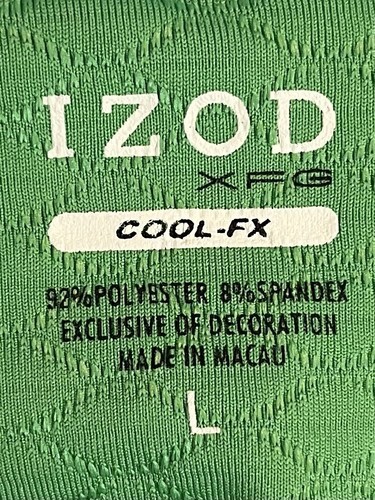 IZOD
XFG
COOL-FX
92%POLYESTER 8%SPANDEX
EXCLUSIVE OF DECORATION
MADE IN MACAU
L